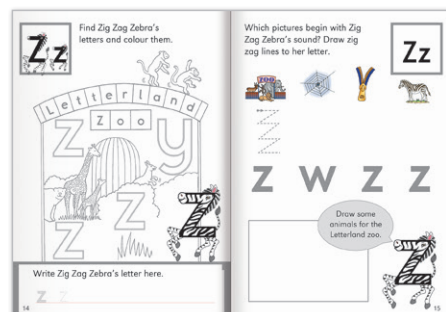 Zz
Find Zig Zag Zebra's
letters and colour them.
Letterland
Zoo
z
y
z
z
z
Write Zig Zag Zebra's letter here.
z z
14
Which pictures begin with Zig
Zag Zebra's sound? Draw zig
zag lines to her letter.
Zz
ZOO
z w z z
Draw some
animals for the
Letterland zoo.
z
15